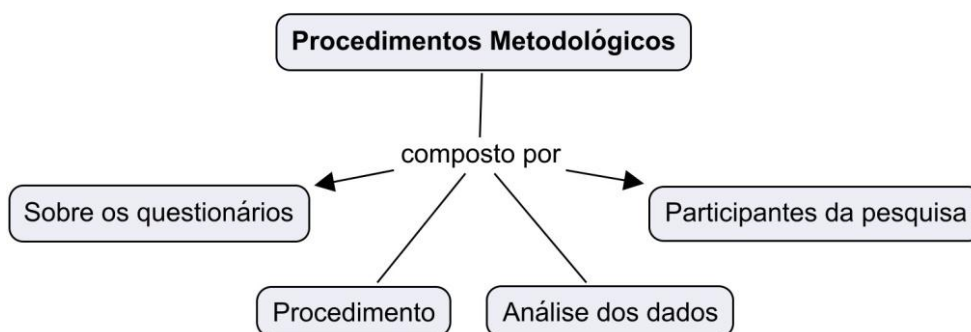 Procedimentos Metodológicos
composto por
Sobre os questionários
Participantes da pesquisa
Procedimento
Análise dos dados